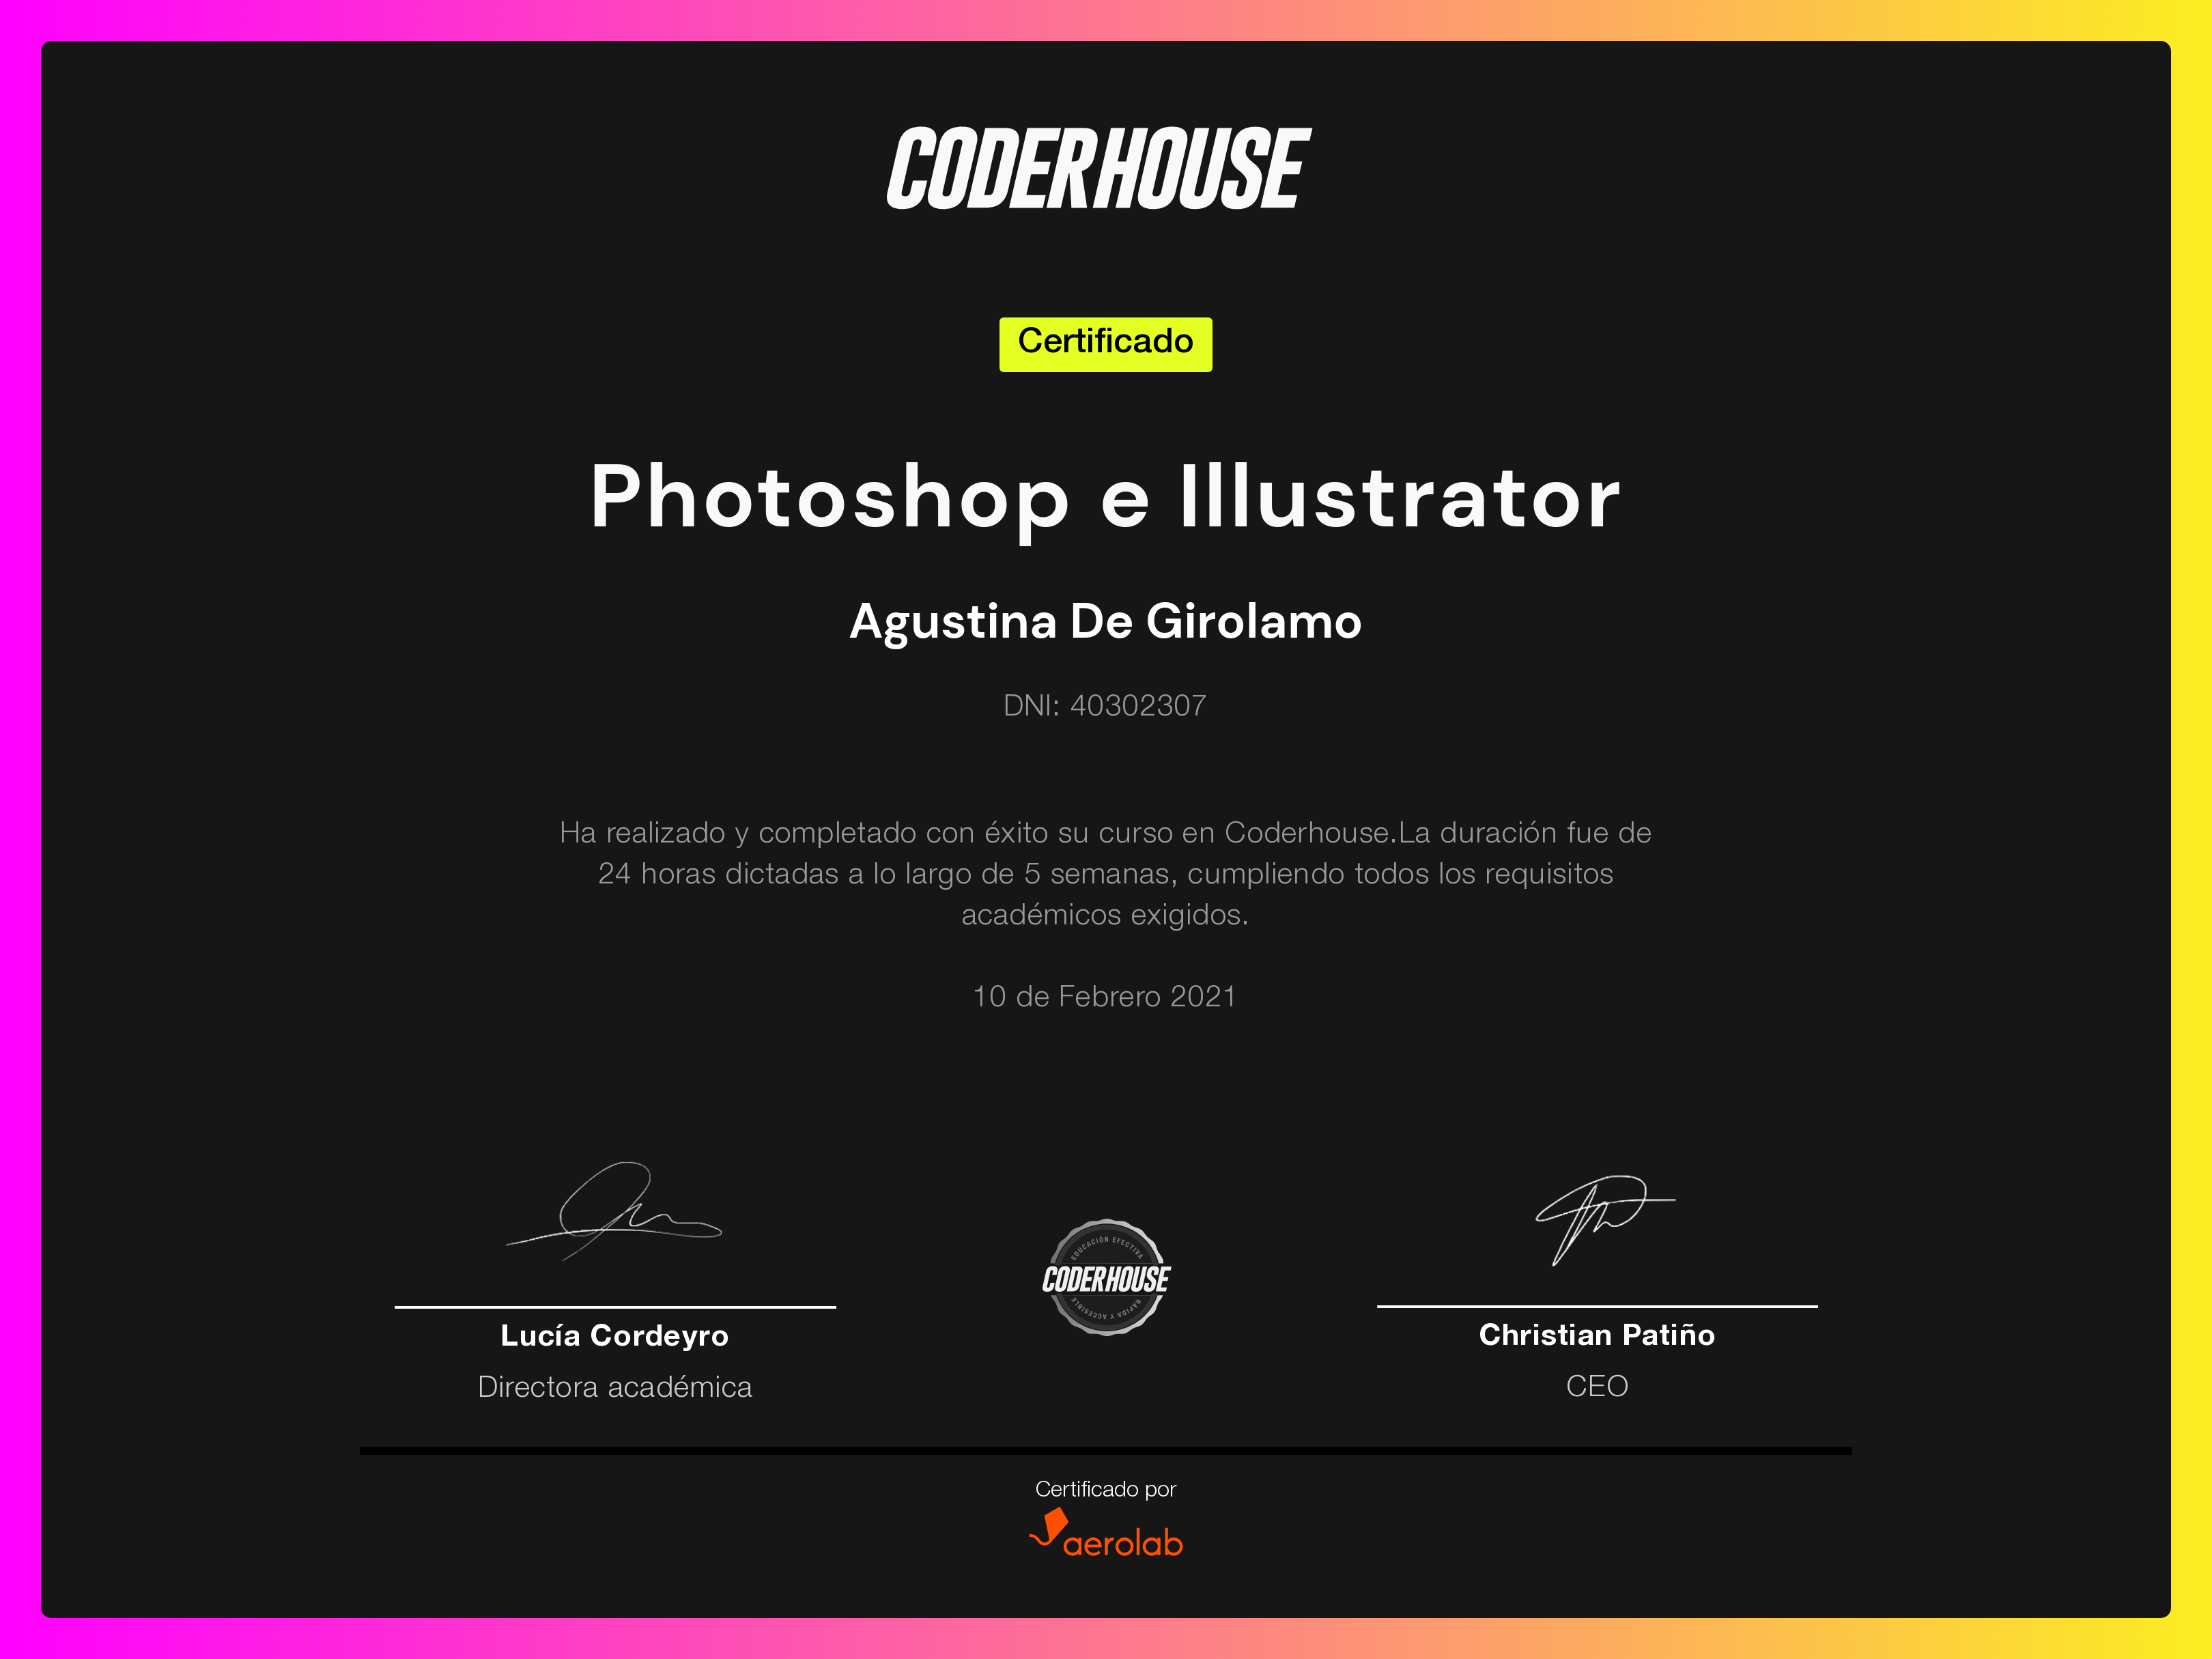 CODERHOUSE
Certificado
Photoshop e Illustrator
Agustina De Girolamo
DNI: 40302307
Ha realizado y completado con éxito su curso en Coderhouse.La duración fue de
24 horas dictadas a lo largo de 5 semanas, cumpliendo todos los requisitos
académicos exigidos.
10 de Febrero 2021
EDUCACIÓN EFECTIVA
CODERHOUSE
RÁPIDA Y ACCESIBLE
Lucía Cordeyro
Directora académica
Christian Patiño
CEO
Certificado por
aerolab